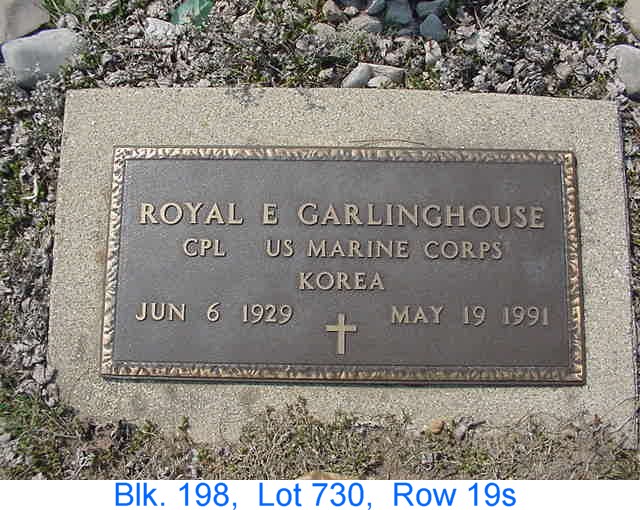 ROYAL E GARLINGHOUSE
CPL US MARINE CORPS
KOREA
JUN 6 1929 MAY 19 1991
Blk. 198, Lot 730, Row 19s